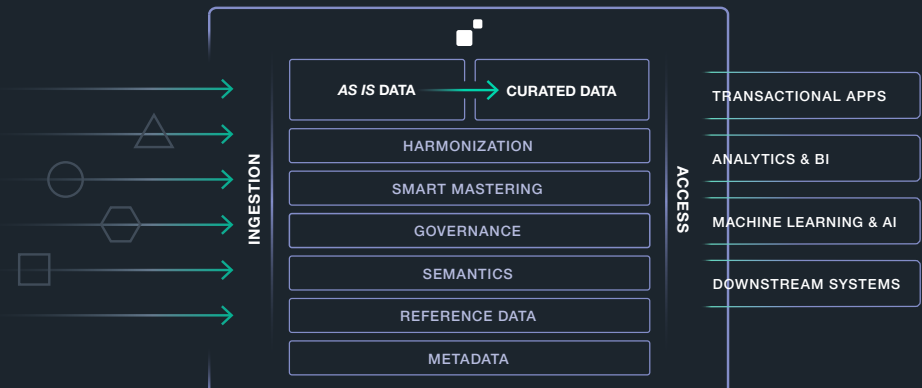 INGESTION
AS IS DATA
CURATED DATA
HARMONIZATION
SMART MASTERING
GOVERNANCE
SEMANTICS
REFERENCE DATA
METADATA
ACCESS
TRANSACTIONAL APPS
ANALYTICS & BI
MACHINE LEARNING & AI
DOWNSTREAM SYSTEMS